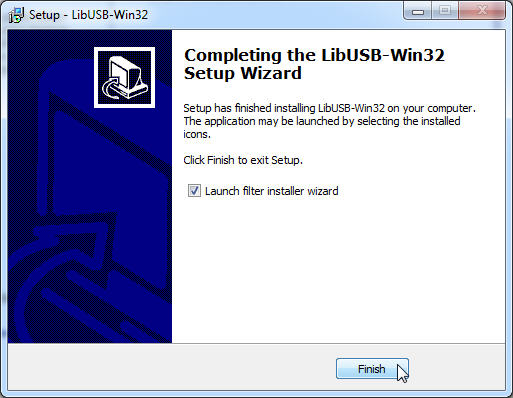 Setup - LibUSB-Win32
Completing the LibUSB-Win32
Setup Wizard
Setup has finished installing LibUSB-Win32 on your computer.
The application may be launched by selecting the installed
icons.
Click Finish to exit Setup.
Launch filter installer wizard
Finish